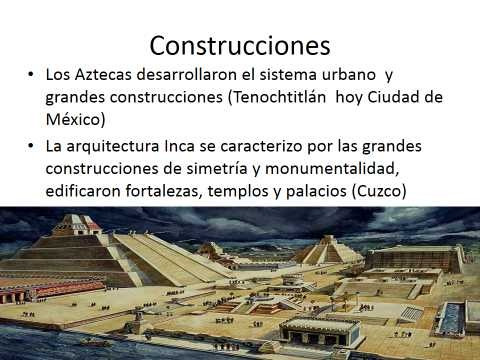 Construcciones
• Los Aztecas desarrollaron el sistema urbano y
grandes construcciones (Tenochtitlán hoy Ciudad de
México)
• La arquitectura Inca se caracterizo por las grandes
construcciones de simetría y monumentalidad,
edificaron fortalezas, templos y palacios (Cuzco)